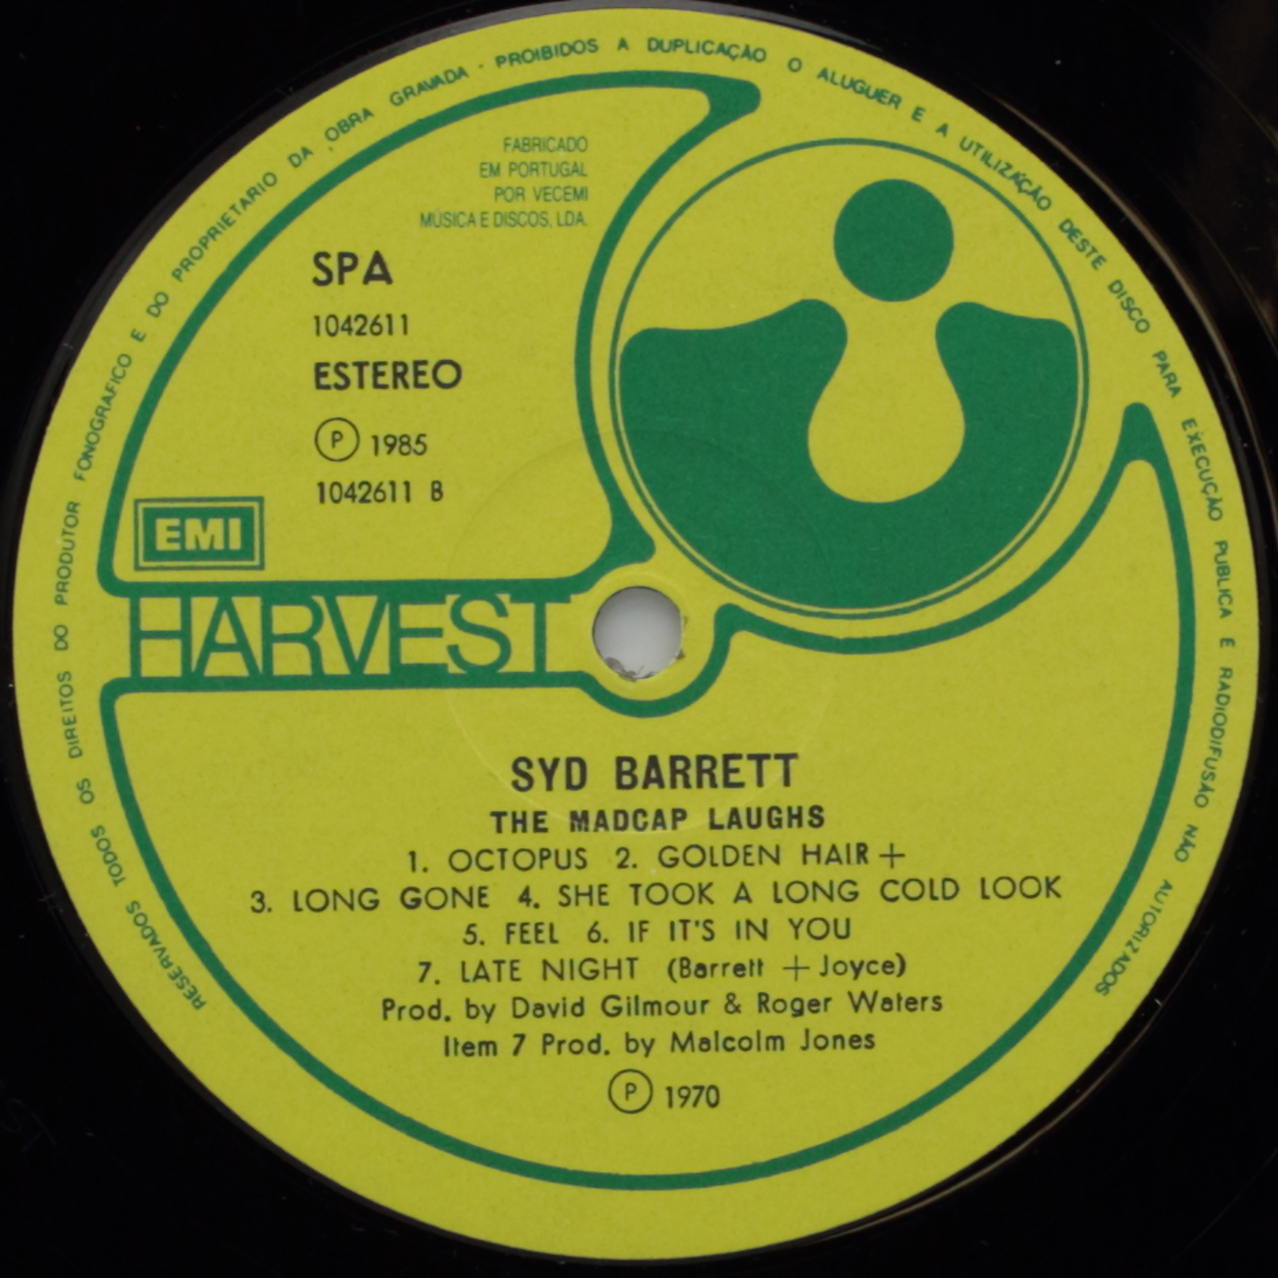 RESERVADOS TODOS OS DIREITOS DO PRODUTOR FONOGRAFICO E DO PROPRIETARIO DA OBRA GRAVADA - PROIBIDOS A DUPLICAÇÃO O ALUGUER E A UTILIZAÇÃO DESTE DISCO PARA EXECUÇÃO PUBLICA E RADIODIFUSÃO NÃO AUTORIZADOS
FABRICADO
EM PORTUGAL
POR VECEMI
MÚSICA E DISCOS, LDA.
SPA
1042611
ESTEREO
Ⓟ 1985
1042611 B
EMI
HARVEST
SYD BARRETT
THE MADCAP LAUGHS
1. OCTOPUS 2. GOLDEN HAIR +
3. LONG GONE 4. SHE TOOK A LONG COLD LOOK
5. FEEL 6. IF IT'S IN YOU
7. LATE NIGHT (Barrett + Joyce)
Prod. by David Gilmour & Roger Waters
Item 7 Prod. by Malcolm Jones
Ⓟ 1970